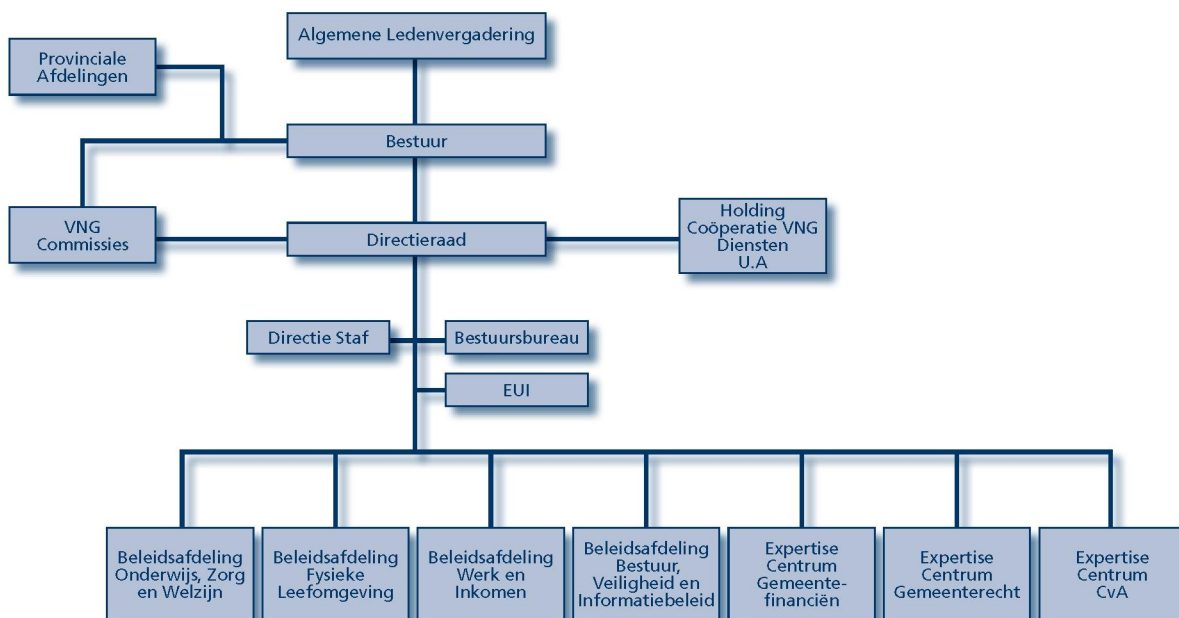 Algemene Ledenvergadering
Provinciale
Afdelingen
Bestuur
VNG
Commissies
Directieraad
Holding
Coöperatie VNG
Diensten
U.A
Directie Staf
Bestuursbureau
EUI
Beleidsafdeling
Onderwijs, Zorg
en Welzijn
Beleidsafdeling
Fysieke
Leefomgeving
Beleidsafdeling
Werk en
Inkomen
Beleidsafdeling
Bestuur,
Veiligheid en
Informatiebeleid
Expertise
Centrum
Gemeente-
financiën
Expertise
Centrum
Gemeenterecht
Expertise
Centrum
CvA